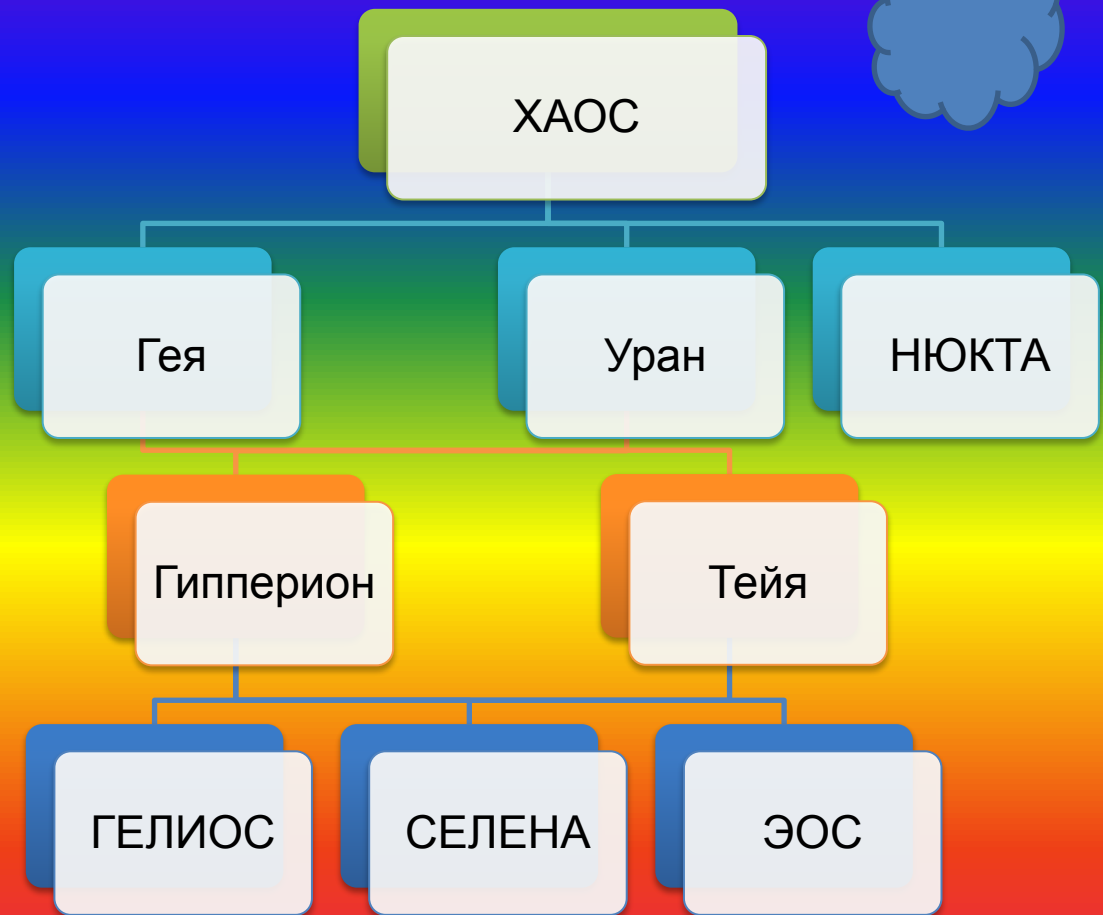 ХАОС
Гея
Уран
НЮКТА
Гипперион
Тейя
ГЕЛИОС
СЕЛЕНА
ЭОС